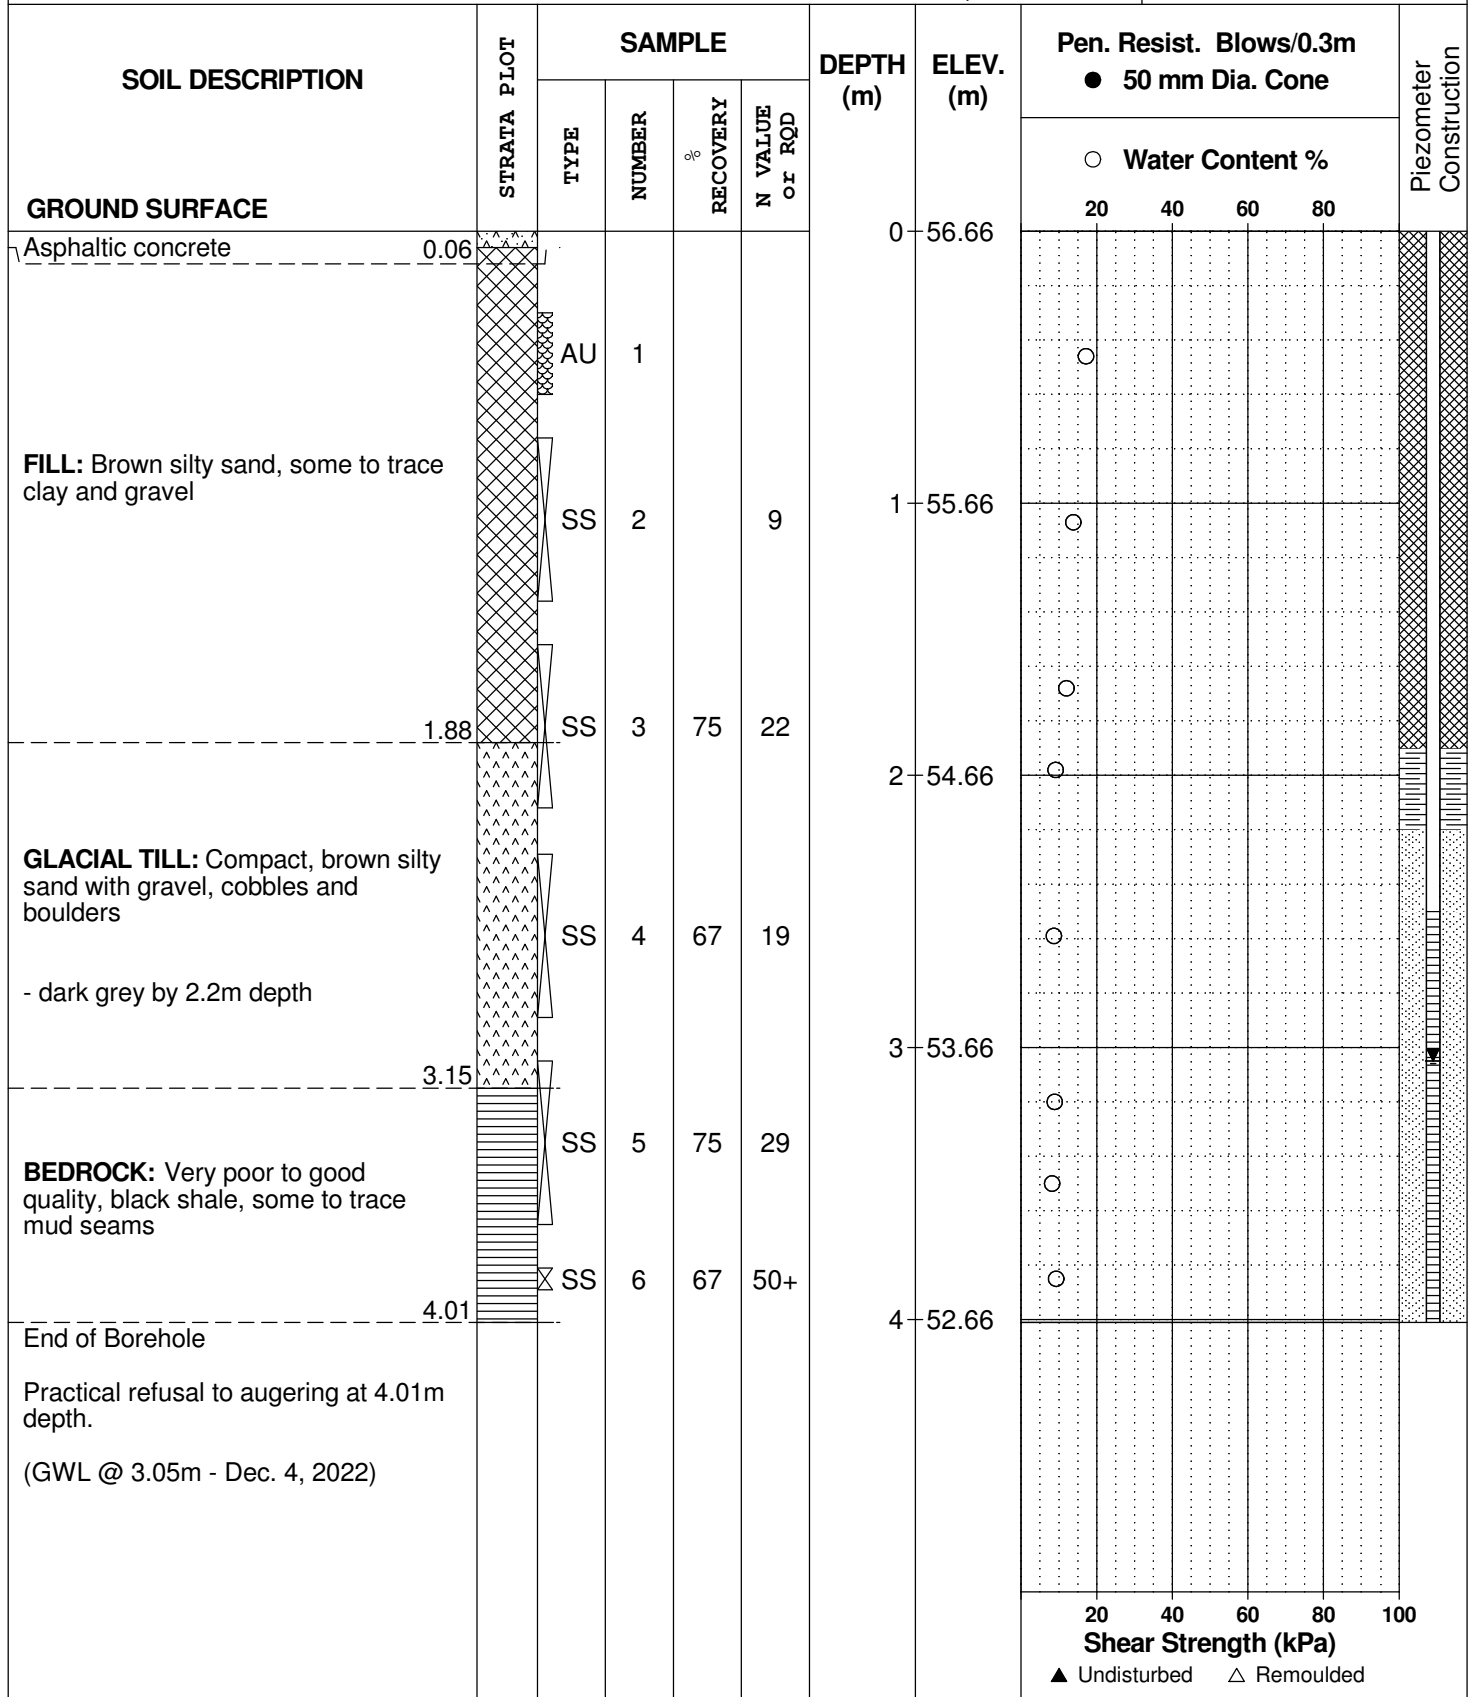 SOIL DESCRIPTION
GROUND SURFACE
STRATA PLOT
SAMPLE
TYPE
NUMBER
% RECOVERY
N VALUE or RQD
DEPTH (m)
ELEV. (m)
Pen. Resist. Blows/0.3m
● 50 mm Dia. Cone
○ Water Content %
20 40 60 80
Piezometer Construction
0 56.66
Asphaltic concrete 0.06
AU 1
FILL: Brown silty sand, some to trace
clay and gravel
1 55.66
SS 2 9
SS 3 75 22
1.88
2 54.66
GLACIAL TILL: Compact, brown silty
sand with gravel, cobbles and
boulders
SS 4 67 19
- dark grey by 2.2m depth
3 53.66
3.15
SS 5 75 29
BEDROCK: Very poor to good
quality, black shale, some to trace
mud seams
SS 6 67 50+
4.01
4 52.66
End of Borehole
Practical refusal to augering at 4.01m
depth.
(GWL @ 3.05m - Dec. 4, 2022)
20 40 60 80 100
Shear Strength (kPa)
▲ Undisturbed △ Remoulded